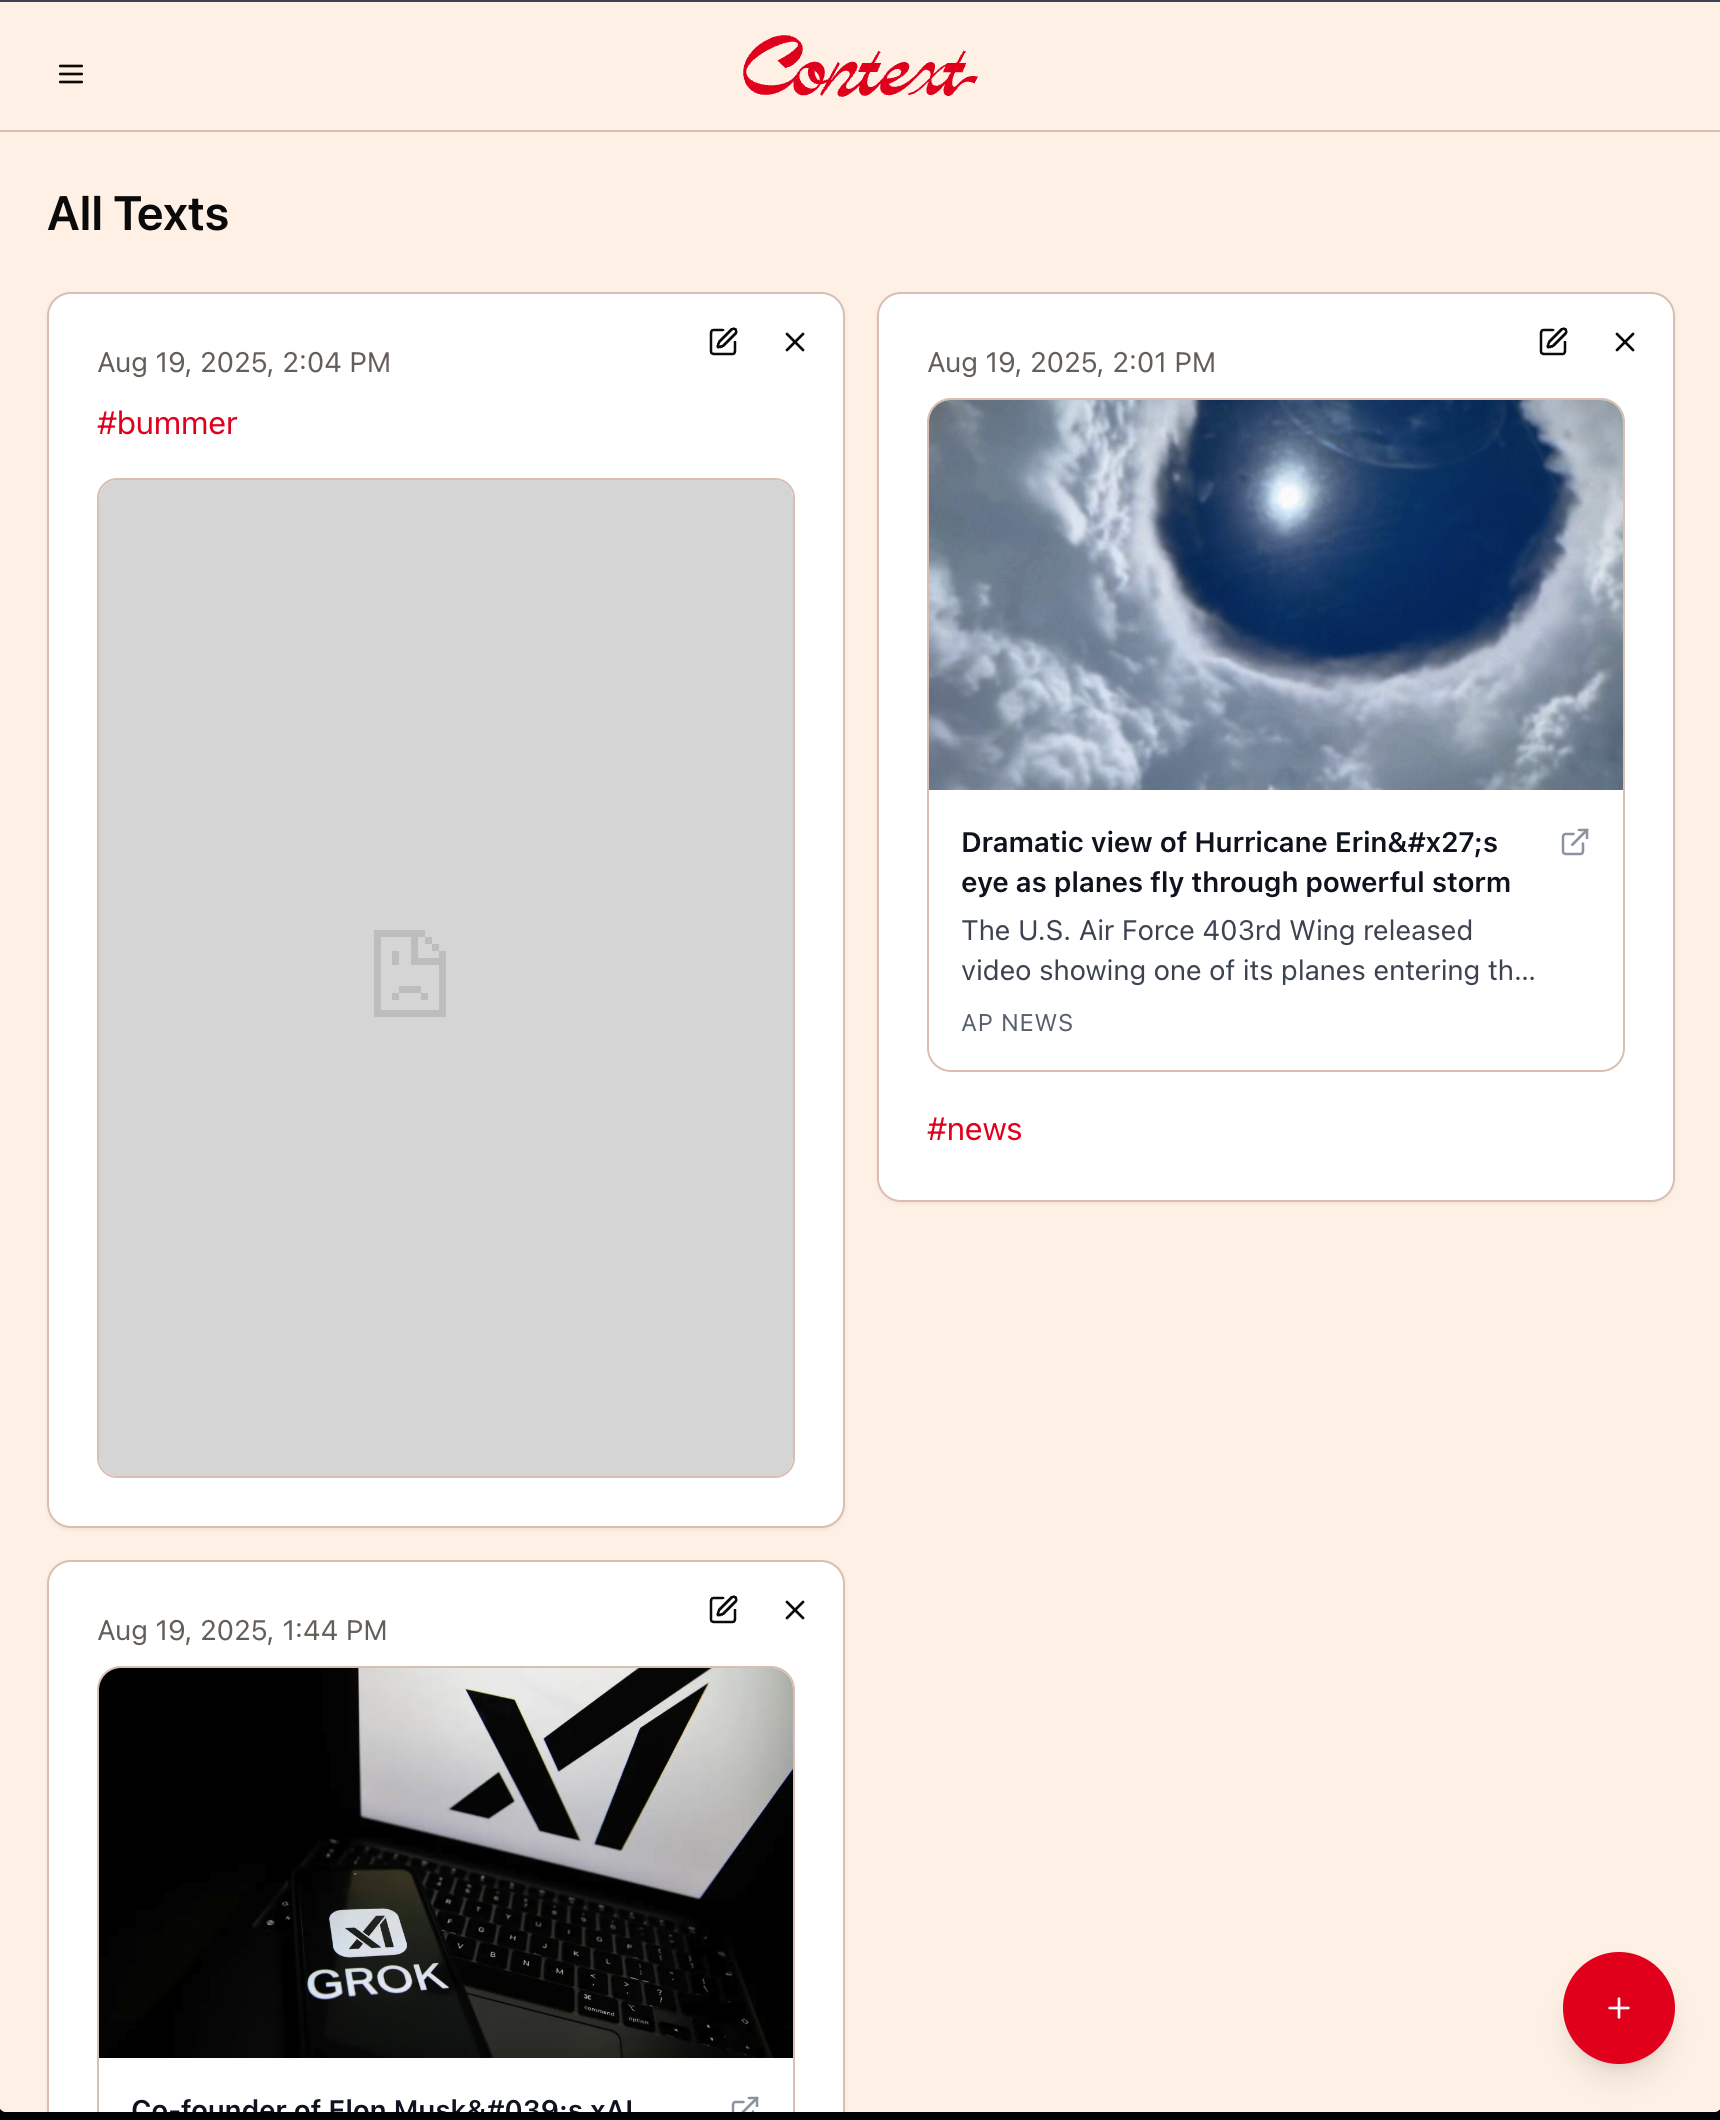 Context
All Texts
Aug 19, 2025, 2:04 PM
#bummer
Aug 19, 2025, 2:01 PM
Dramatic view of Hurricane Erin&#x27;s
eye as planes fly through powerful storm
The U.S. Air Force 403rd Wing released
video showing one of its planes entering th...
AP NEWS
#news
Aug 19, 2025, 1:44 PM
GROK
command
option
Co-founder of Elon Musk&#039;s xAI